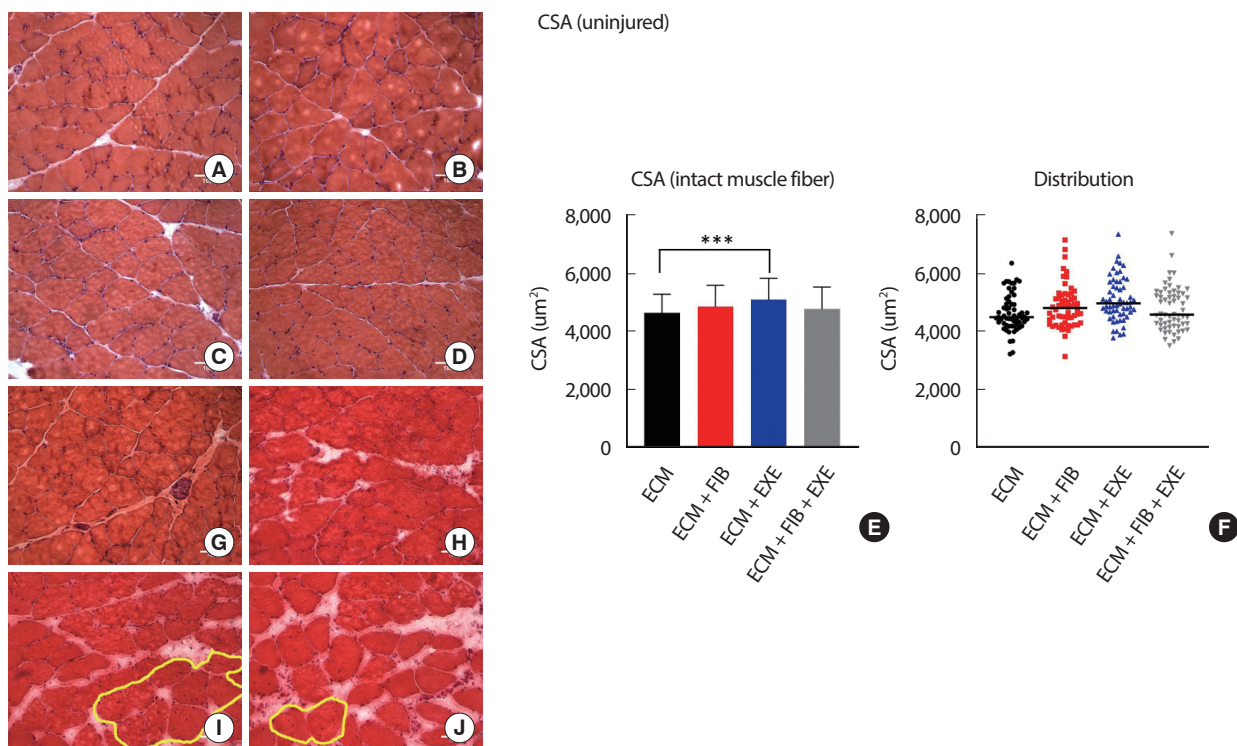 CSA (uninjured)
A
B
C
D
G
H
I
J
CSA (intact muscle fiber)
8,000
6,000
4,000
2,000
0
CSA (um²)
***
ECM
ECM + FIB
ECM + EXE
ECM + FIB + EXE
E
Distribution
8,000
6,000
4,000
2,000
0
CSA (um²)
ECM
ECM + FIB
ECM + EXE
ECM + FIB + EXE
F